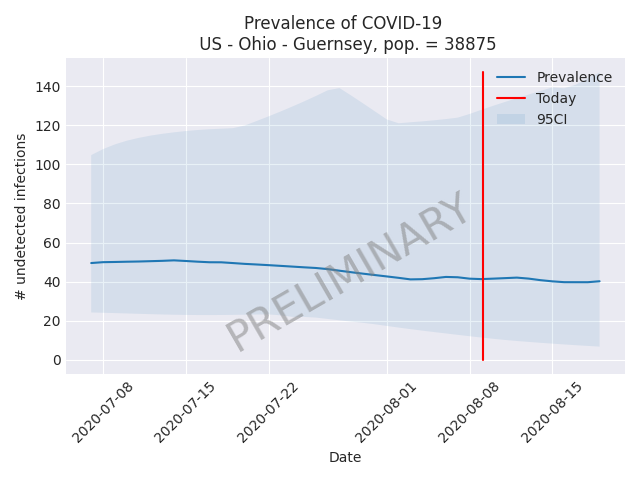 Prevalence of COVID-19
US - Ohio - Guernsey, pop. = 38875
# undetected infections
140
120
100
80
60
40
20
0
Prevalence
Today
95CI
PRELIMINARY
2020-07-08
2020-07-15
2020-07-22
2020-08-01
2020-08-08
2020-08-15
Date